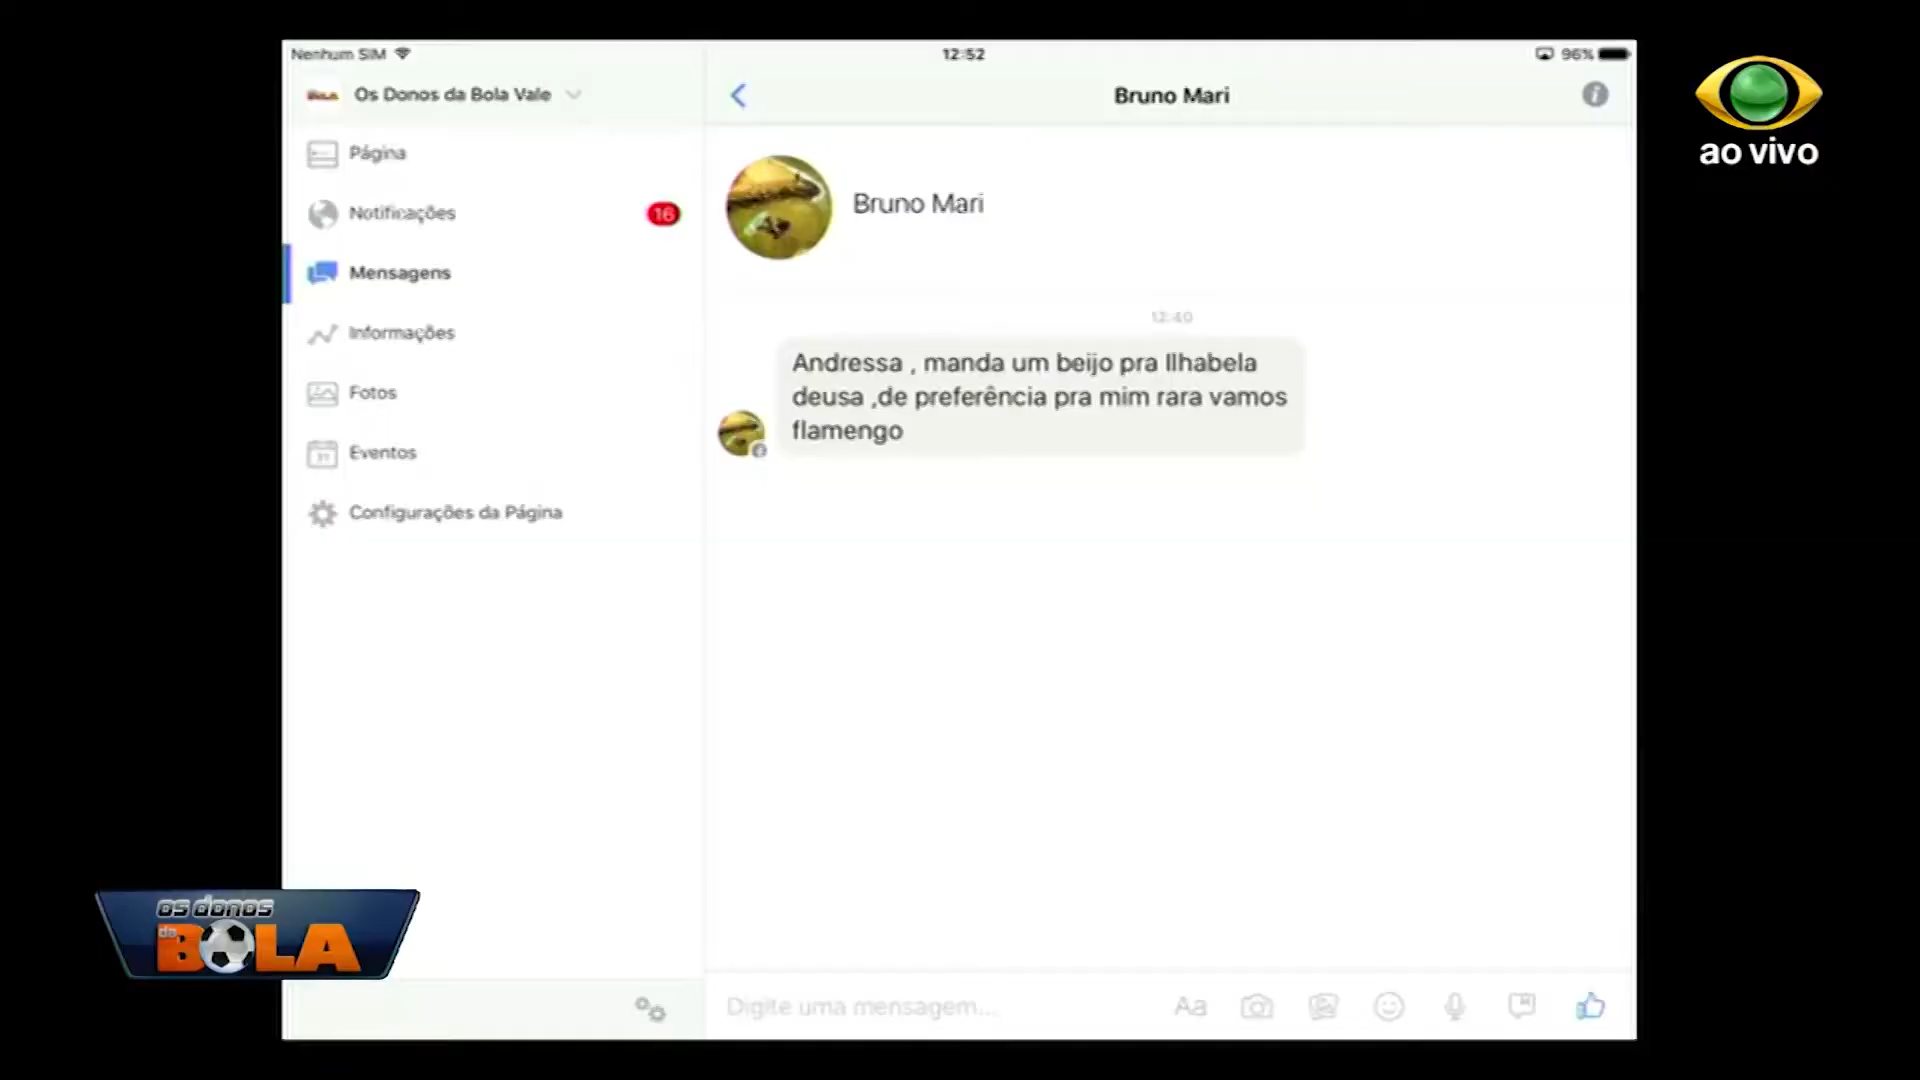 Nenhum SIM
12:52
96%
Os Donos da Bola Vale
Bruno Mari
ao vivo
Página
Notificações
16
Mensagens
Informações
Fotos
Eventos
31
Configurações da Página
Bruno Mari
12:40
Andressa , manda um beijo pra Ilhabela
deusa ,de preferência pra mim rara vamos
flamengo
os donos
da BOLA
Digite uma mensagem...
Aa